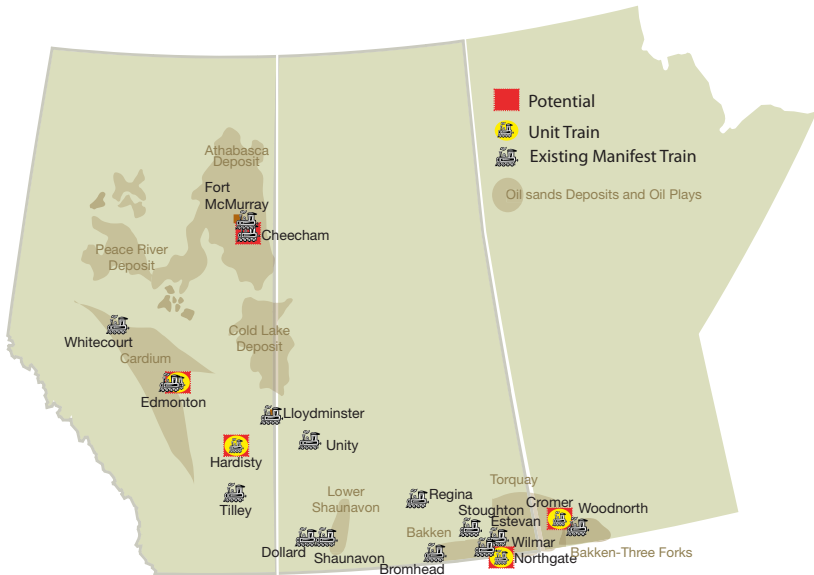 Potential
Unit Train
Existing Manifest Train
Oil sands Deposits and Oil Plays
Athabasca
Deposit
Fort
McMurray
Cheecham
Peace River
Deposit
Whitecourt
Cardium
Cold Lake
Deposit
Edmonton
Lloydminster
Unity
Hardisty
Tilley
Lower
Shaunavon
Regina
Torquay
Stoughton
Cromer
Woodnorth
Estevan
Bakken
Wilmar
Dollard
Shaunavon
Bromhead
Northgate
Bakken-Three Forks